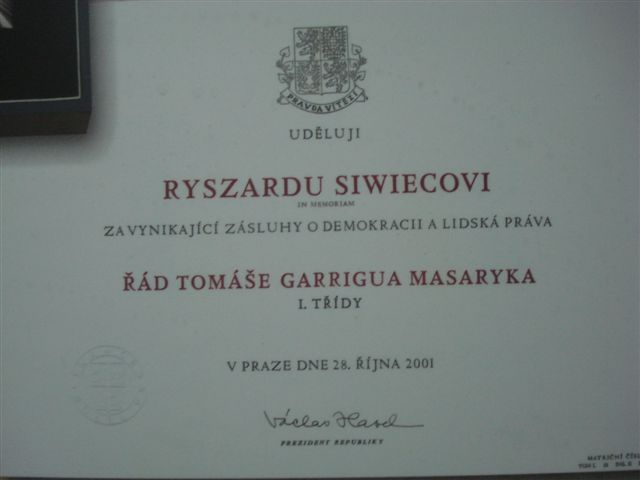 PRAVDA VÍTĚZÍ
UDĚLUJI
RYSZARDU SIWIECOVI
IN MEMORIAM
ZA VYNIKAJÍCÍ ZÁSLUHY O DEMOKRACII A LIDSKÁ PRÁVA
ŘÁD TOMÁŠE GARRIGUA MASARYKA
I. TŘÍDY
V PRAZE DNE 28. ŘÍJNA 2001
Václav Havel
PREZIDENT REPUBLIKY
MATRIČNÍ